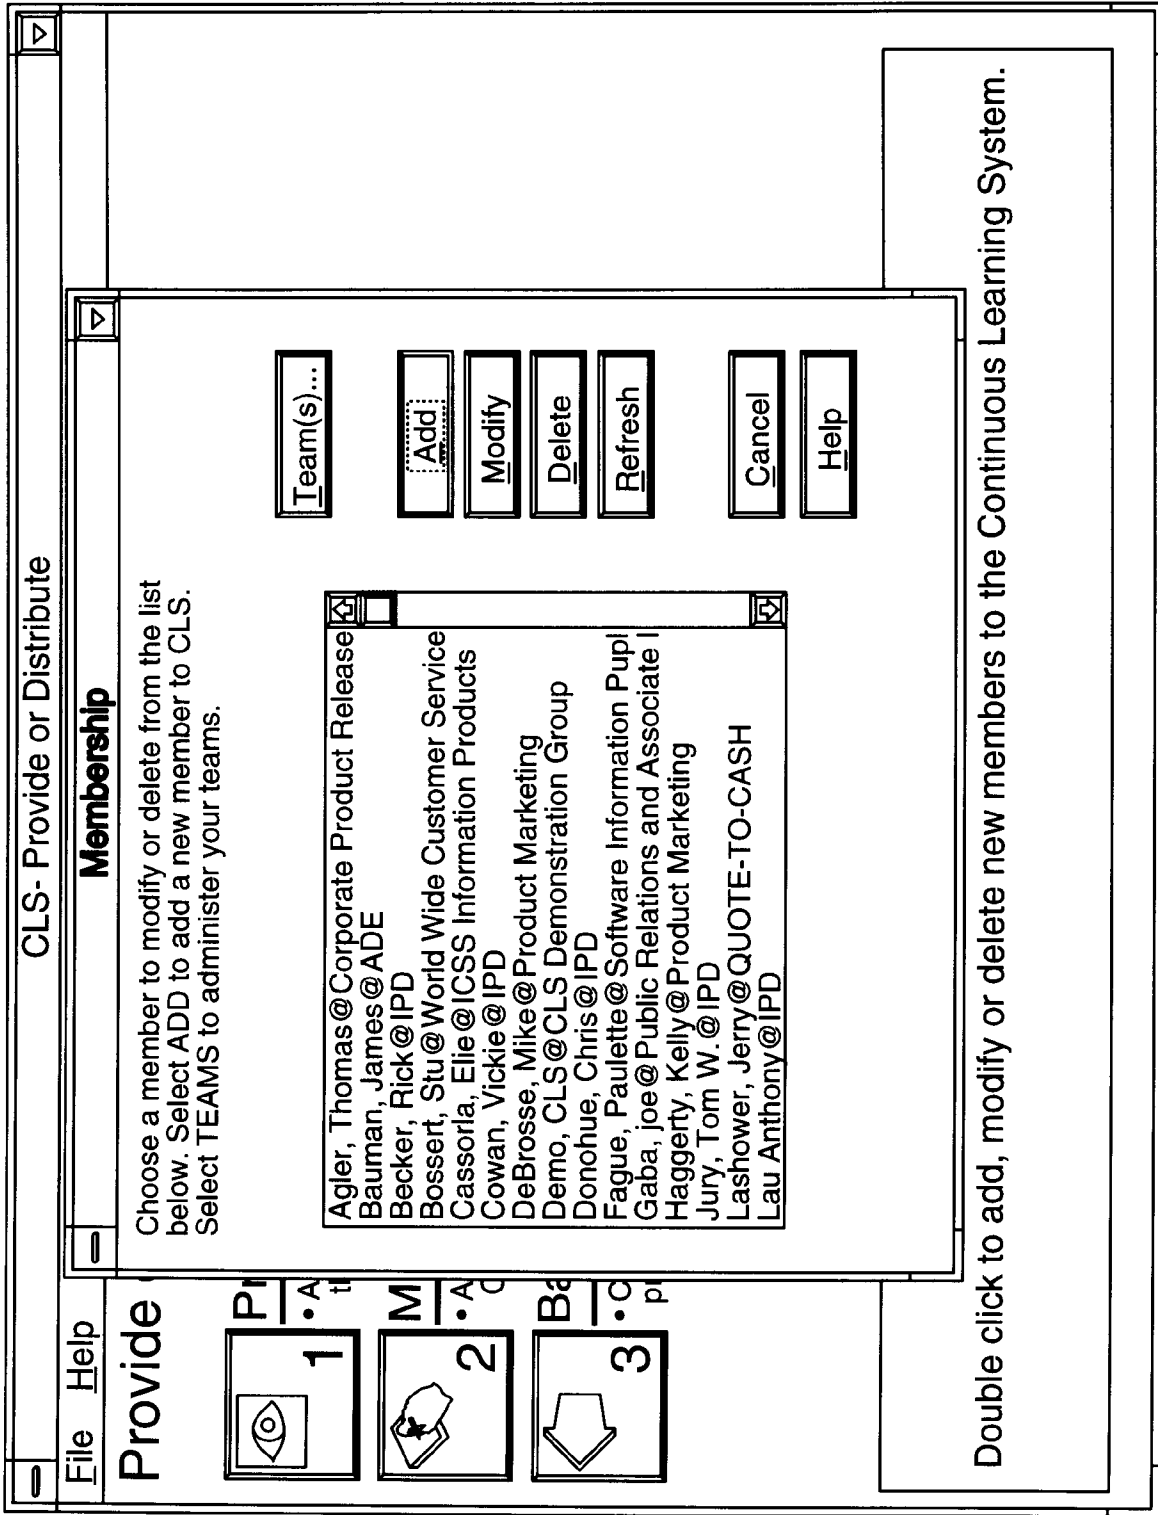 CLS- Provide or Distribute
File Help
Provide
1
Pr
• A
2
M
• A
3
Ba
• C
Membership
Choose a member to modify or delete from the list
below. Select ADD to add a new member to CLS.
Select TEAMS to administer your teams.
Agler, Thomas@Corporate Product Release
Bauman, James@ADE
Becker, Rick@IPD
Bossert, Stu@World Wide Customer Service
Cassorla, Elie@ICSS Information Products
Cowan, Vickie@IPD
DeBrosse, Mike@Product Marketing
Demo, CLS@CLS Demonstration Group
Donohue, Chris@IPD
Fague, Paulette@Software Information Pupl
Gaba, joe@Public Relations and Associate I
Haggerty, Kelly@Product Marketing
Jury, Tom W.@IPD
Lashower, Jerry@QUOTE-TO-CASH
Lau Anthony@IPD
Team(s)...
Add
Modify
Delete
Refresh
Cancel
Help
Double click to add, modify or delete new members to the Continuous Learning System.